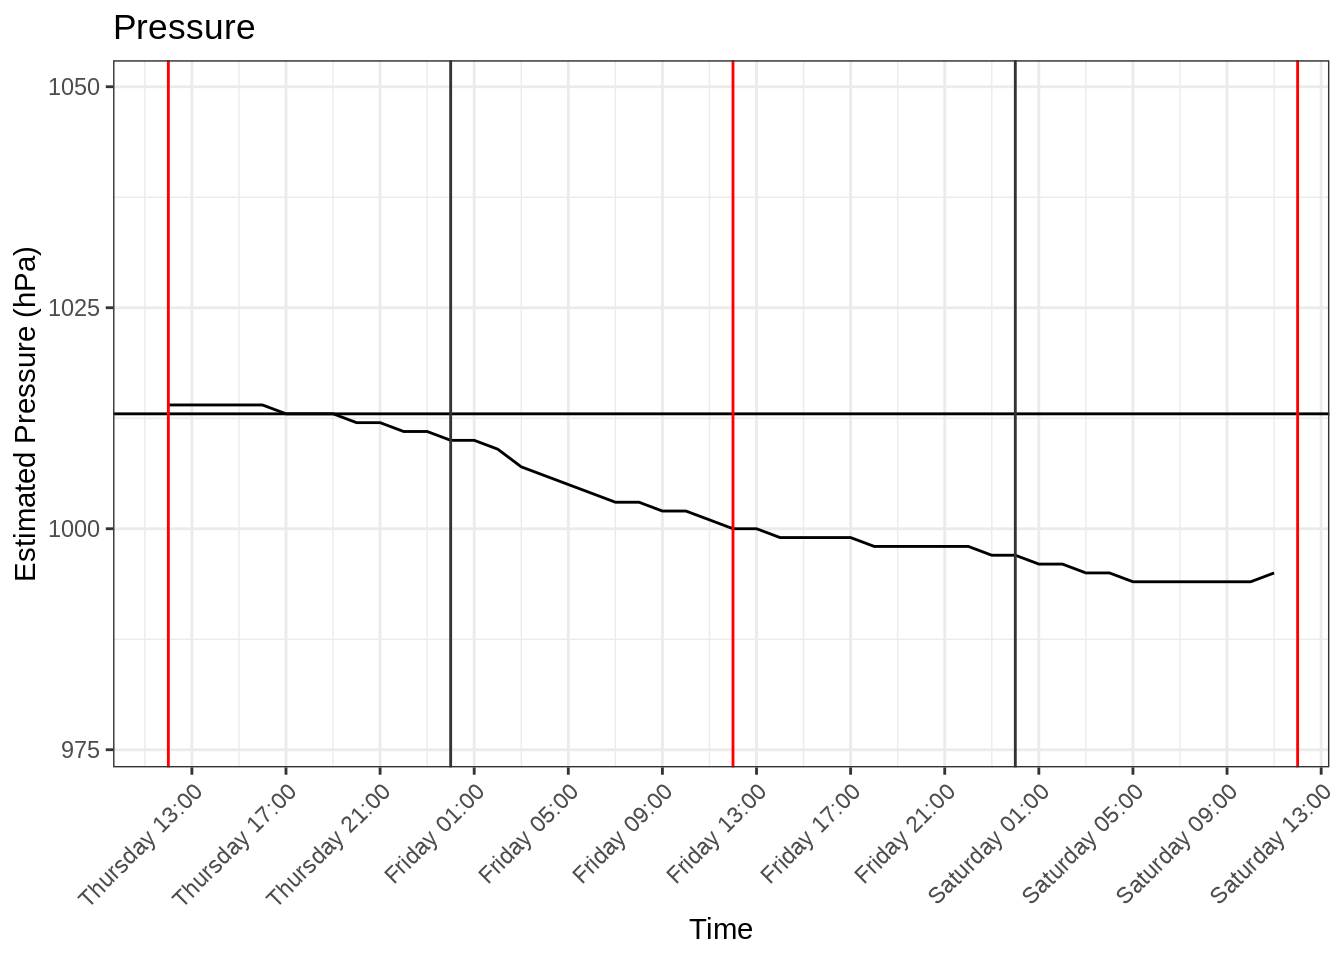 Pressure
Estimated Pressure (hPa)
1050
1025
1000
975
Thursday 13:00
Thursday 17:00
Thursday 21:00
Friday 01:00
Friday 05:00
Friday 09:00
Friday 13:00
Friday 17:00
Friday 21:00
Saturday 01:00
Saturday 05:00
Saturday 09:00
Saturday 13:00
Time